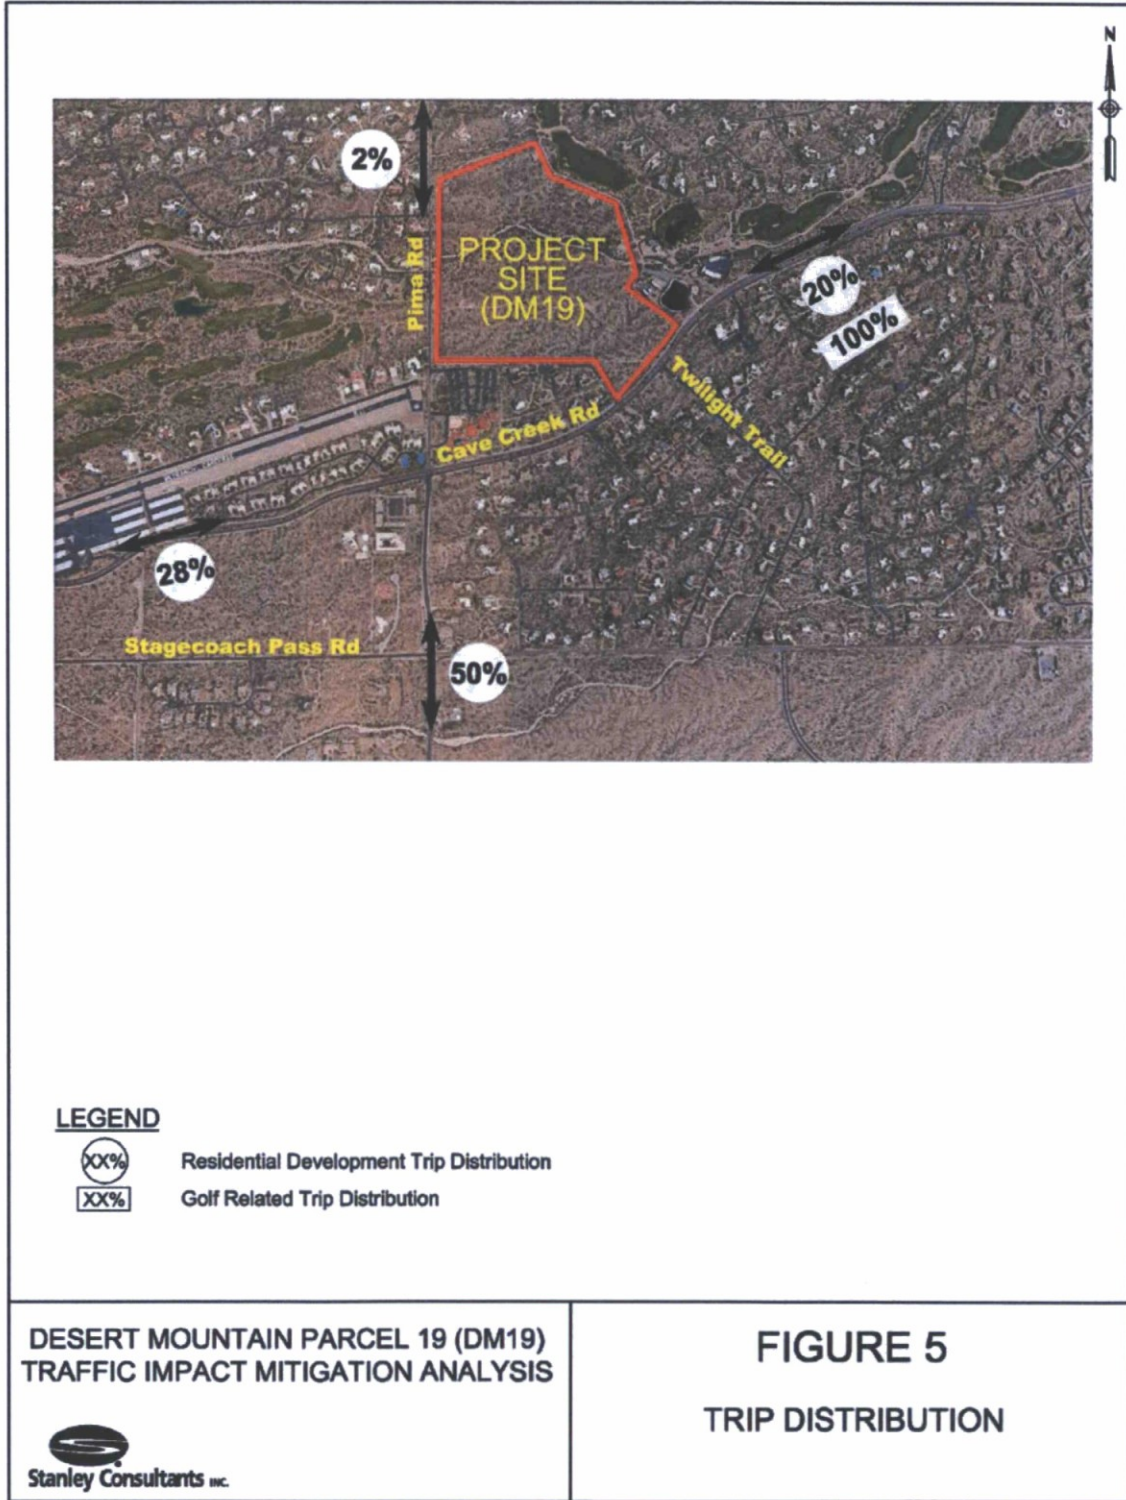 N
2%
PROJECT
SITE
(DM19)
Pima Rd
20%
100%
Twilight Trail
Cave Creek Rd
28%
Stagecoach Pass Rd
50%
LEGEND
XX% Residential Development Trip Distribution
XX% Golf Related Trip Distribution
DESERT MOUNTAIN PARCEL 19 (DM19)
TRAFFIC IMPACT MITIGATION ANALYSIS
Stanley Consultants INC.
FIGURE 5
TRIP DISTRIBUTION